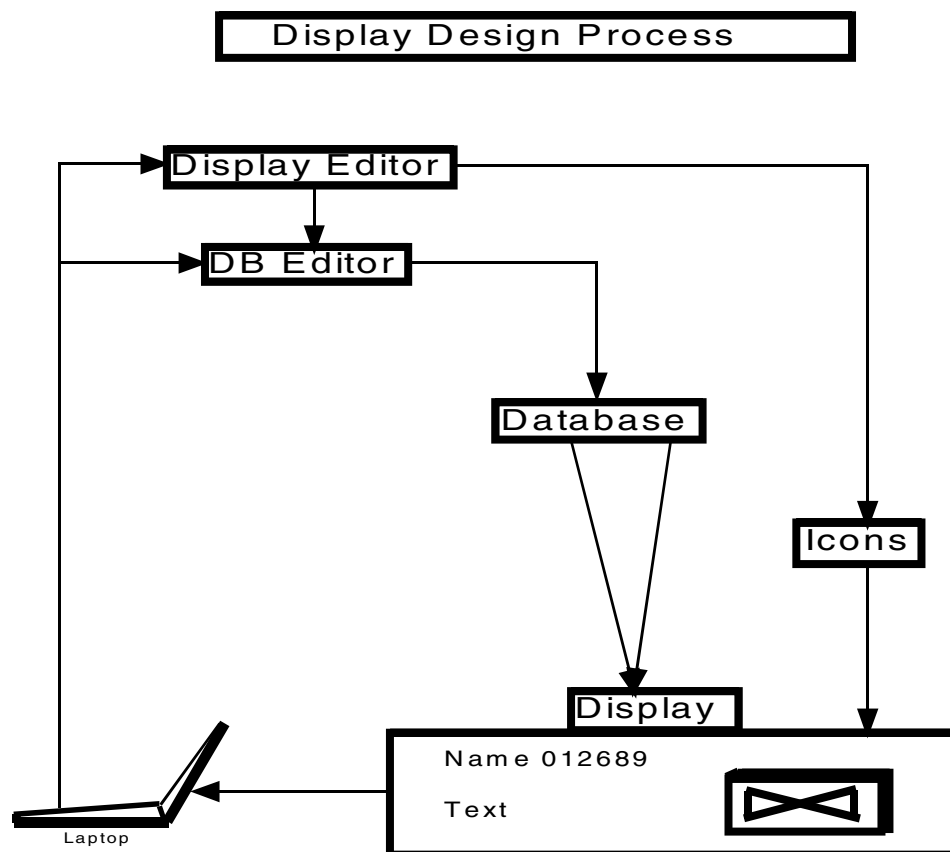 Display Design Process
Display Editor
DB Editor
Database
Icons
Display
Name 012689
Text
Laptop